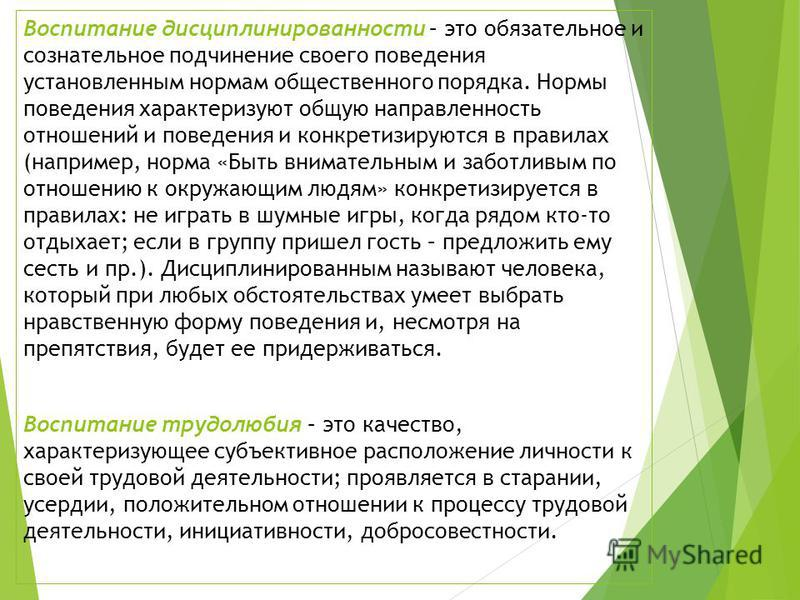 Воспитание дисциплинированности – это обязательное и
сознательное подчинение своего поведения
установленным нормам общественного порядка. Нормы
поведения характеризуют общую направленность
отношений и поведения и конкретизируются в правилах
(например, норма «Быть внимательным и заботливым по
отношению к окружающим людям» конкретизируется в
правилах: не играть в шумные игры, когда рядом кто-то
отдыхает; если в группу пришел гость – предложить ему
сесть и пр.). Дисциплинированным называют человека,
который при любых обстоятельствах умеет выбрать
нравственную форму поведения и, несмотря на
препятствия, будет ее придерживаться.
Воспитание трудолюбия – это качество,
характеризующее субъективное расположение личности к
своей трудовой деятельности; проявляется в старании,
усердии, положительном отношении к процессу трудовой
деятельности, инициативности, добросовестности.
MyShared